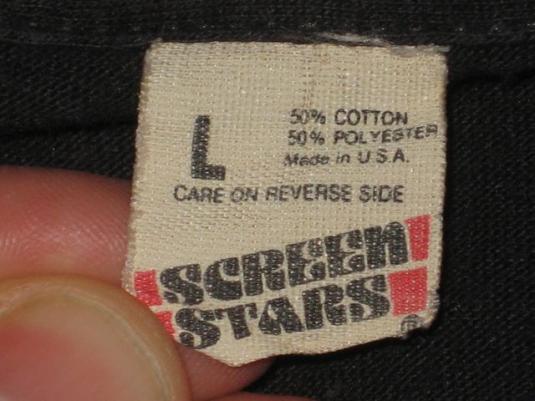 L
50% COTTON
50% POLYESTER
Made in U.S.A.
CARE ON REVERSE SIDE
SCREEN
STARS
®